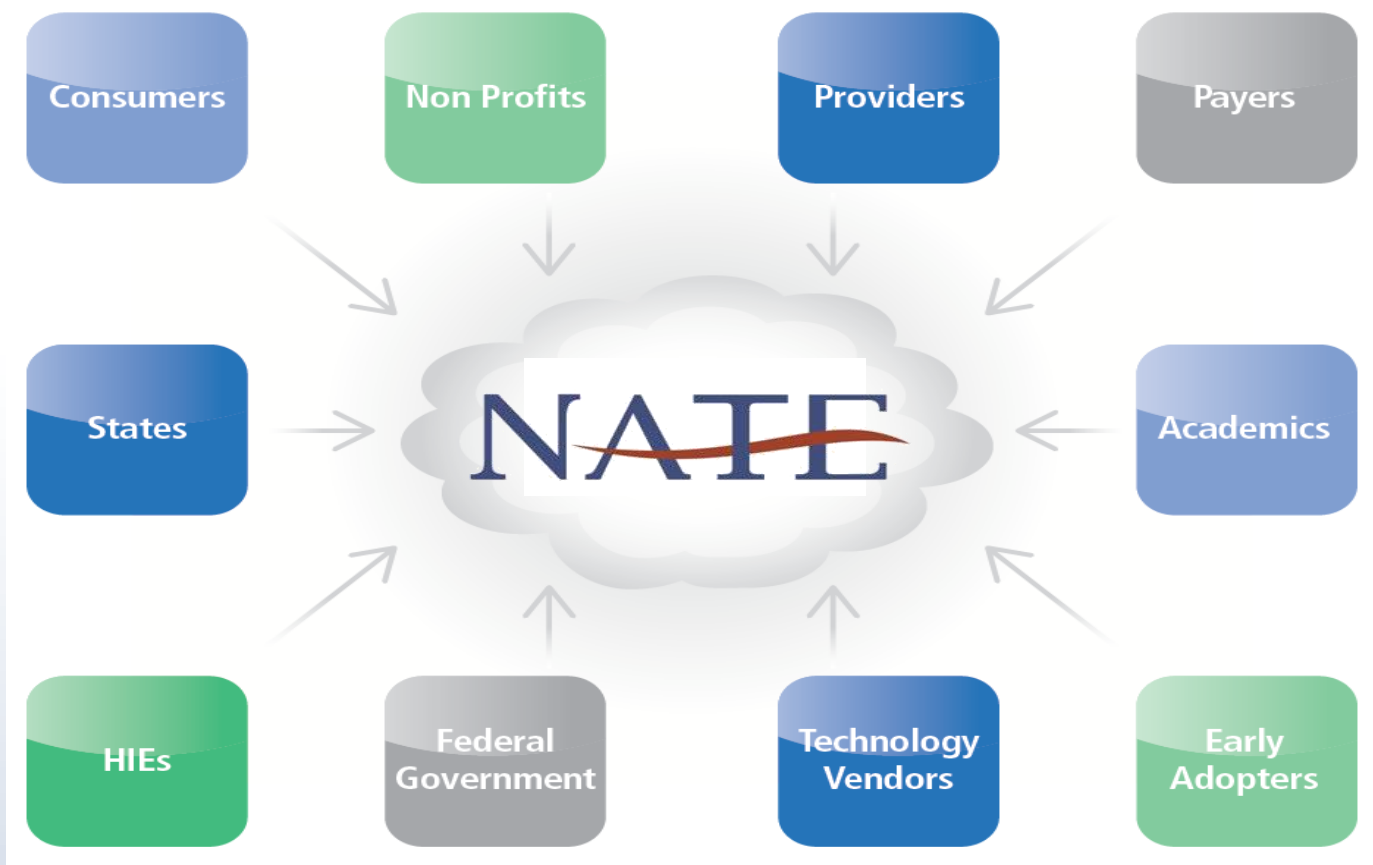 Consumers
Non Profits
Providers
Payers
States
NATE
Academics
HIEs
Federal
Government
Technology
Vendors
Early
Adopters